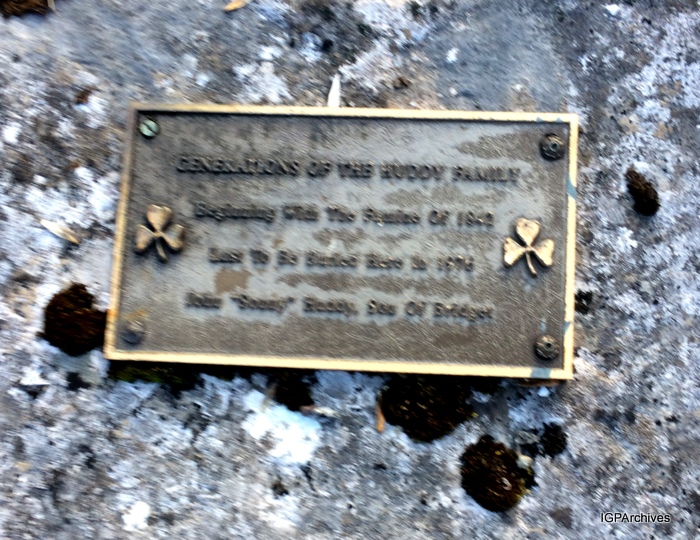 GENERATIONS OF THE HUDDY FAMILY
Beginning With The Famine Of
Last To Be Buried Here In 1976
John "Sonny" Huddy, Son Of Bridget
IGPArchives